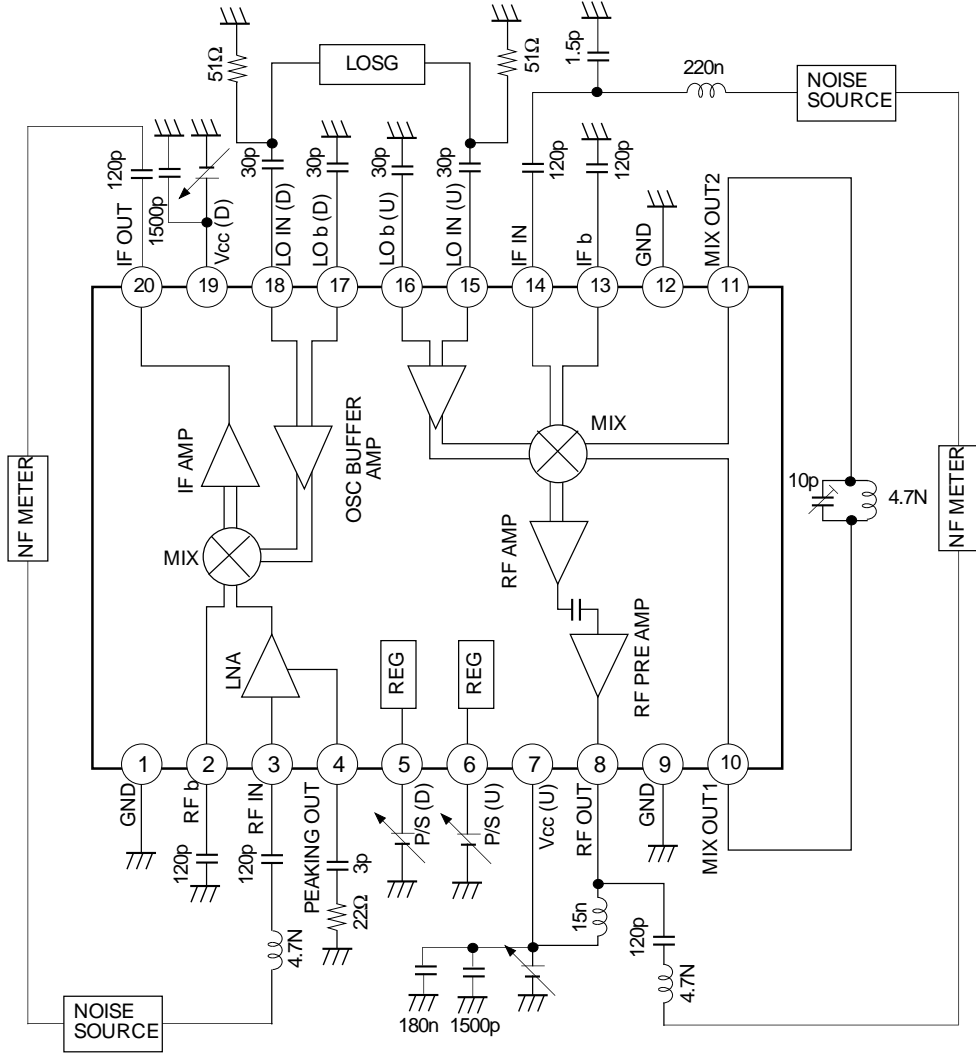 51Ω
LOSG
51Ω
1.5p
220n
NOISE
SOURCE
120p
1500p
30p
30p
30p
30p
120p
120p
IF OUT
Vcc (D)
LO IN (D)
LO b (D)
LO b (U)
LO IN (U)
IF IN
IF b
GND
MIX OUT2
20
19
18
17
16
15
14
13
12
11
NF METER
IF AMP
OSC BUFFER
AMP
MIX
MIX
RF AMP
10p
4.7N
NF METER
LNA
REG
REG
RF PRE AMP
1
2
3
4
5
6
7
8
9
10
GND
RF b
RF IN
PEAKING OUT
P/S (D)
P/S (U)
Vcc (U)
RF OUT
GND
MIX OUT1
120p
120p
3p
22Ω
15n
120p
4.7N
4.7N
180n
1500p
NOISE
SOURCE